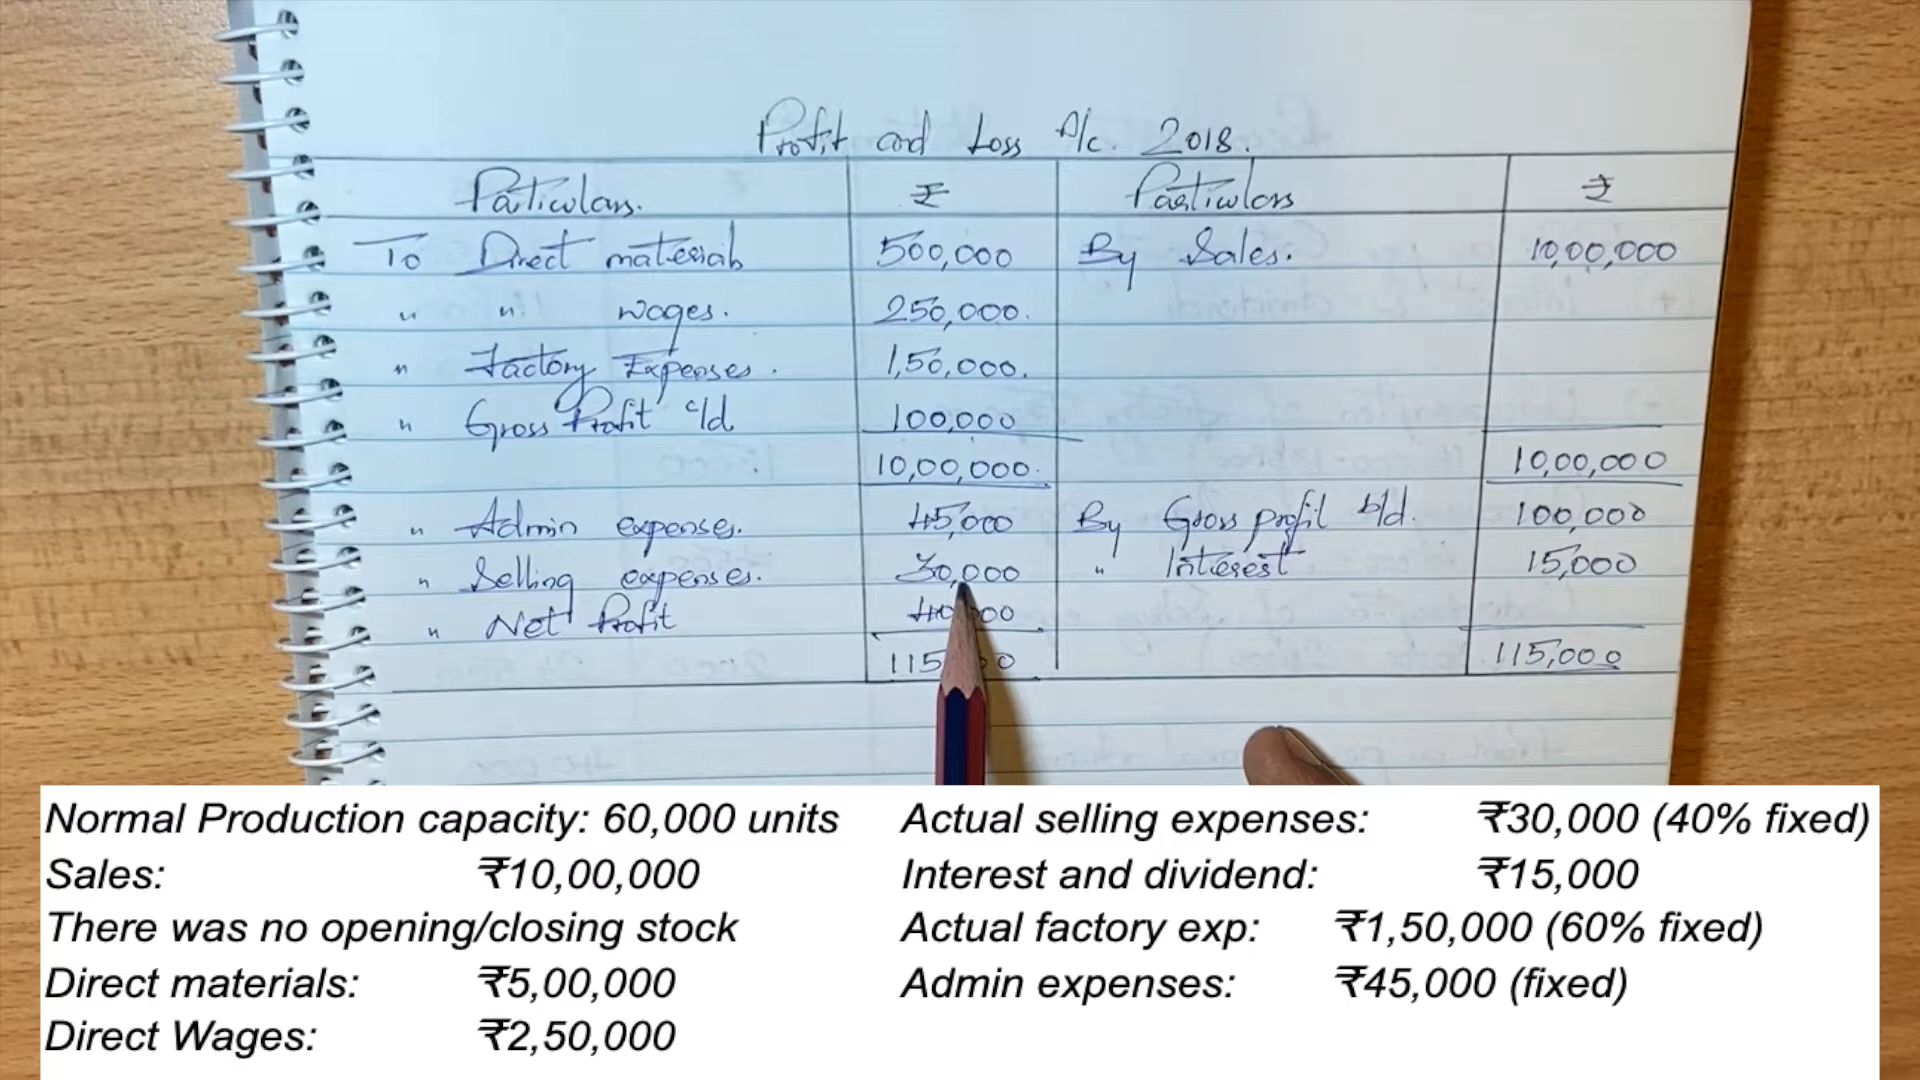 Profit and Loss A/c. 2018.
Particulars. ₹ Particulars ₹
To Direct materials 500,000 By Sales. 10,00,000
" " wages. 250,000.
" Factory Expenses. 1,50,000.
" Gross Profit c/d 100,000
10,00,000. 10,00,000
" Admin expenses. 45,000 By Gross profit b/d. 100,000
" Selling expenses. 30,000 " Interest 15,000
" Net Profit
115,000
Normal Production capacity: 60,000 units Actual selling expenses: ₹30,000 (40% fixed)
Sales: ₹10,00,000 Interest and dividend: ₹15,000
There was no opening/closing stock Actual factory exp: ₹1,50,000 (60% fixed)
Direct materials: ₹5,00,000 Admin expenses: ₹45,000 (fixed)
Direct Wages: ₹2,50,000